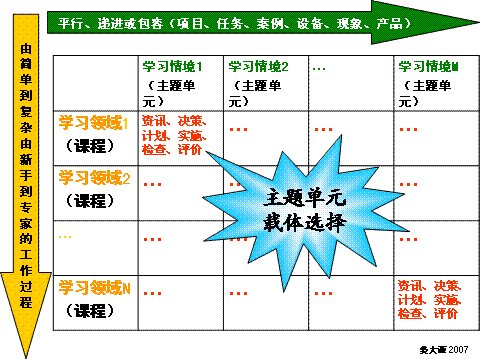 平行、递进或包容（项目、任务、案例、设备、现象、产品）
由简单到复杂由新手到专家的工作过程
学习情境1
（主题单
元）
学习情境2
（主题单
元）
...
学习情境M
（主题单
元）
学习领域1
（课程）
资讯、决策、
计划、实施、
检查、评价
...
...
...
学习领域2
（课程）
...
...
...
主题单元
载体选择
...
...
...
...
学习领域N
（课程）
...
...
...
资讯、决策、
计划、实施、
检查、评价
2007